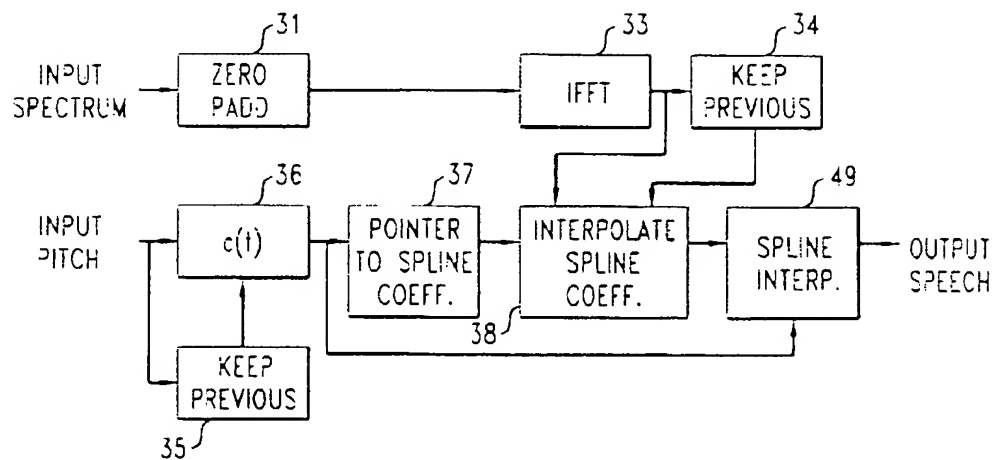 31
INPUT
SPECTRUM
ZERO
PADD
33
IFFT
34
KEEP
PREVIOUS
INPUT
PITCH
36
c(t)
37
POINTER
TO SPLINE
COEFF.
INTERPOLATE
SPLINE
COEFF.
38
49
SPLINE
INTERP.
OUTPUT
SPEECH
KEEP
PREVIOUS
35